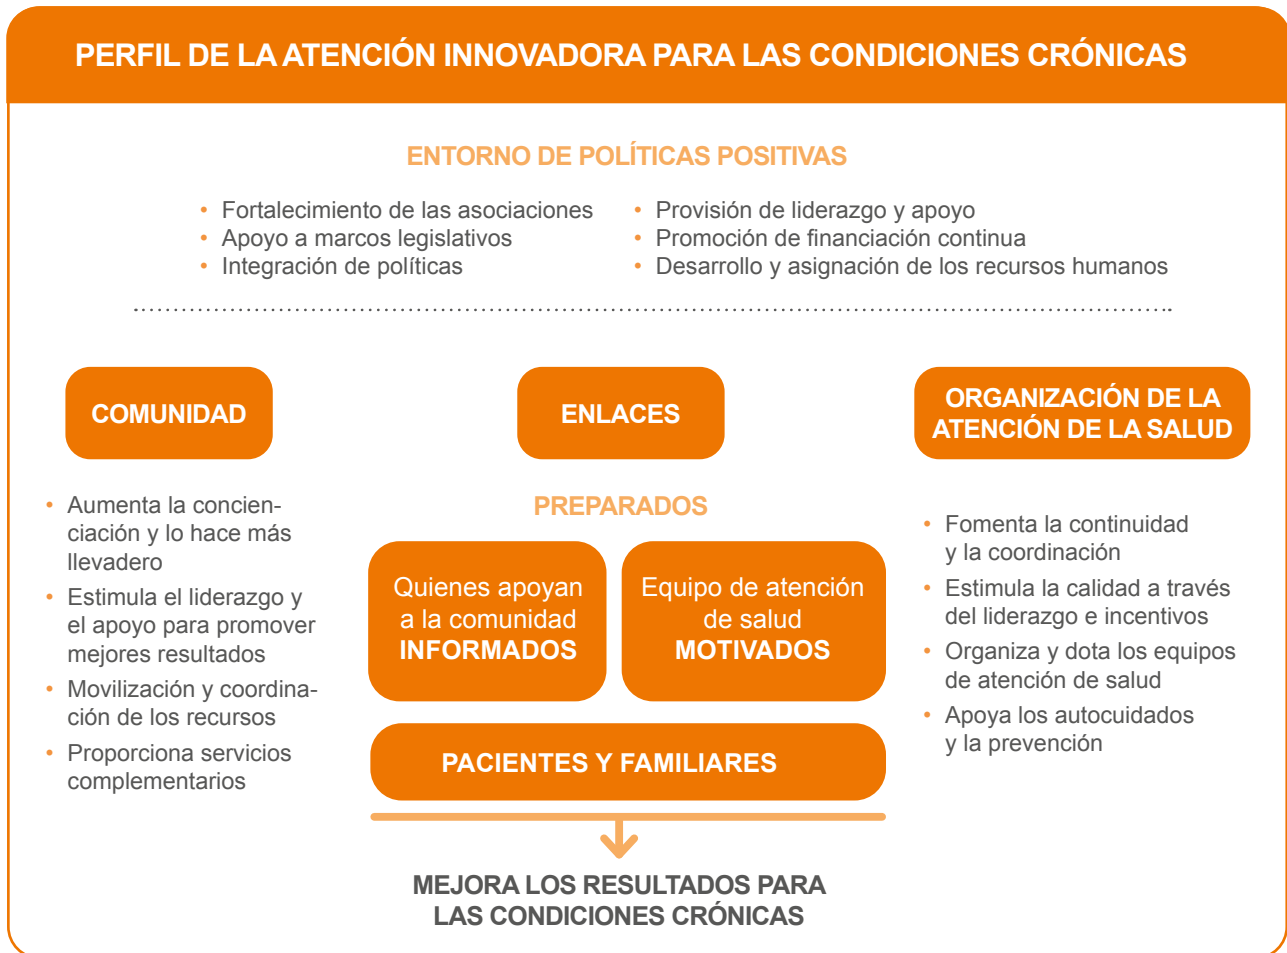 PERFIL DE LA ATENCIÓN INNOVADORA PARA LAS CONDICIONES CRÓNICAS
ENTORNO DE POLÍTICAS POSITIVAS
• Fortalecimiento de las asociaciones
• Apoyo a marcos legislativos
• Integración de políticas
• Provisión de liderazgo y apoyo
• Promoción de financiación continua
• Desarrollo y asignación de los recursos humanos
COMUNIDAD
• Aumenta la concien-
ciación y lo hace más
llevadero
• Estimula el liderazgo y
el apoyo para promover
mejores resultados
• Movilización y coordina-
ción de los recursos
• Proporciona servicios
complementarios
ENLACES
PREPARADOS
Quienes apoyan
a la comunidad
INFORMADOS
Equipo de atención
de salud
MOTIVADOS
PACIENTES Y FAMILIARES
MEJORA LOS RESULTADOS PARA
LAS CONDICIONES CRÓNICAS
ORGANIZACIÓN DE LA
ATENCIÓN DE LA SALUD
• Fomenta la continuidad
y la coordinación
• Estimula la calidad a través
del liderazgo e incentivos
• Organiza y dota los equipos
de atención de salud
• Apoya los autocuidados
y la prevención